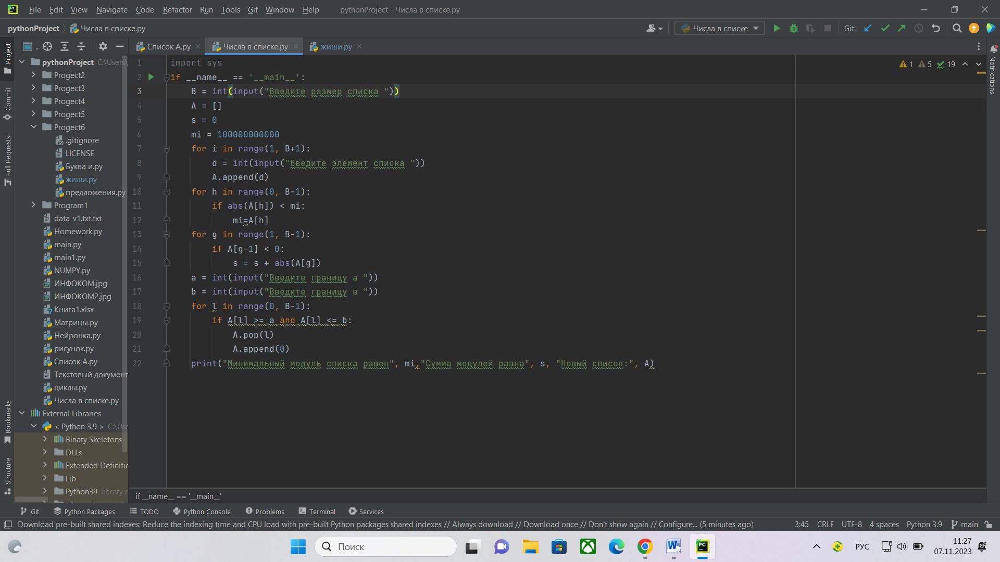 File Edit View Navigate Code Refactor Run Tools Git Window Help pythonProject - Числа в списке.py
pythonProject Числа в списке.py Числа в списке Git:
Project .. Список А.py Числа в списке.py жиши.py
pythonProject C:\Users\
Progect2
Progect3
Progect4
Progect5
Progect6
.gitignore
LICENSE
Буква и.py
жиши.py
предложения.py
Program1
data_v1.txt.txt
Homework.py
main.py
main1.py
NUMPY.py
ИНФОКОМ.jpg
ИНФОКОМ2.jpg
Книга1.xlsx
Матрицы.py
Нейронка.py
рисунок.py
Список А.py
Текстовый документ
циклы.py
Числа в списке.py
External Libraries
< Python 3.9 > C:\Use
Binary Skeletons
DLLs
Extended Definitic
Lib
Python39 library r
Commit
Pull Requests
Bookmarks
Structure
1 import sys
2 if __name__ == '__main__':
3 B = int(input("Введите размер списка "))
4 A = []
5 s = 0
6 mi = 100000000000
7 for i in range(1, B+1):
8 d = int(input("Введите элемент списка "))
9 A.append(d)
10 for h in range(0, B-1):
11 if abs(A[h]) < mi:
12 mi=A[h]
13 for g in range(1, B-1):
14 if A[g-1] < 0:
15 s = s + abs(A[g])
16 a = int(input("Введите границу а "))
17 b = int(input("Введите границу в "))
18 for l in range(0, B-1):
19 if A[l] >= a and A[l] <= b:
20 A.pop(l)
21 A.append(0)
22 print("Минимальный модуль списка равен", mi,"Сумма модулей равна", s, "Новый список:", A)
1 5 19
Notifications
if __name__ == '__main__'
Git Python Packages TODO Python Console Problems Terminal Services
Download pre-built shared indexes: Reduce the indexing time and CPU load with pre-built Python packages shared indexes // Always download // Download once // Don't show again // Configure... (5 minutes ago) 3:45 CRLF UTF-8 4 spaces Python 3.9 main
Поиск РУС 11:27
07.11.2023